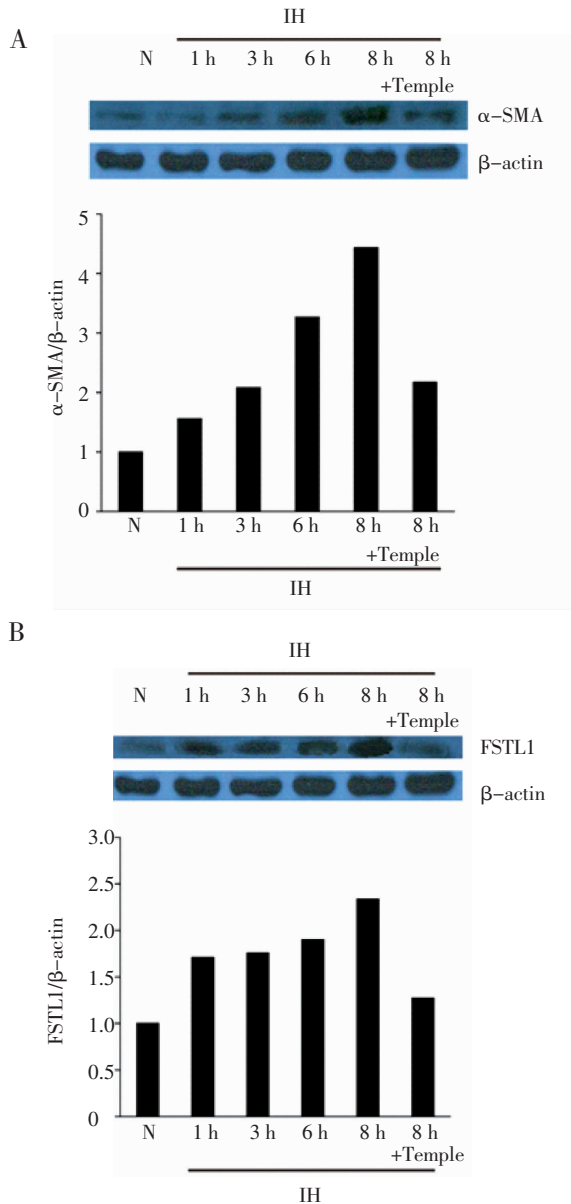 A
IH
N 1 h 3 h 6 h 8 h 8 h
+Temple
α-SMA
β-actin
α-SMA/β-actin
5
4
3
2
1
0
N 1 h 3 h 6 h 8 h 8 h
+Temple
IH
B
IH
N 1 h 3 h 6 h 8 h 8 h
+Temple
FSTL1
β-actin
FSTL1/β-actin
3.0
2.5
2.0
1.5
1.0
0.5
0
N 1 h 3 h 6 h 8 h 8 h
+Temple
IH